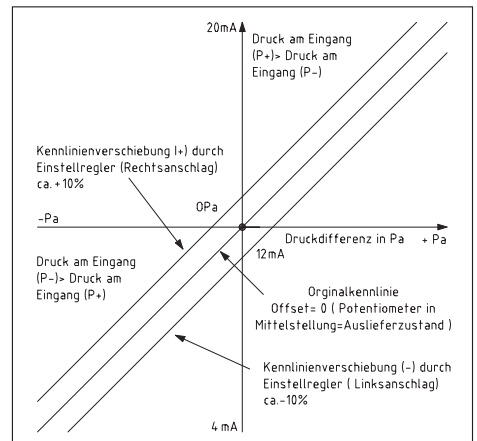 20mA
Druck am Eingang
(P+)> Druck am
Eingang (P-)
Kennlinienverschiebung I+) durch
Einstellregler (Rechtsanschlag)
ca.+10%
0Pa
-Pa
Druckdifferenz in Pa + Pa
12mA
Druck am Eingang
(P-)> Druck am
Eingang (P+)
Orginalkennlinie
Offset= 0 ( Potentiometer in
Mittelstellung=Auslieferzustand )
Kennlinienverschiebung (-) durch
Einstellregler ( Linksanschlag)
ca.-10%
4mA